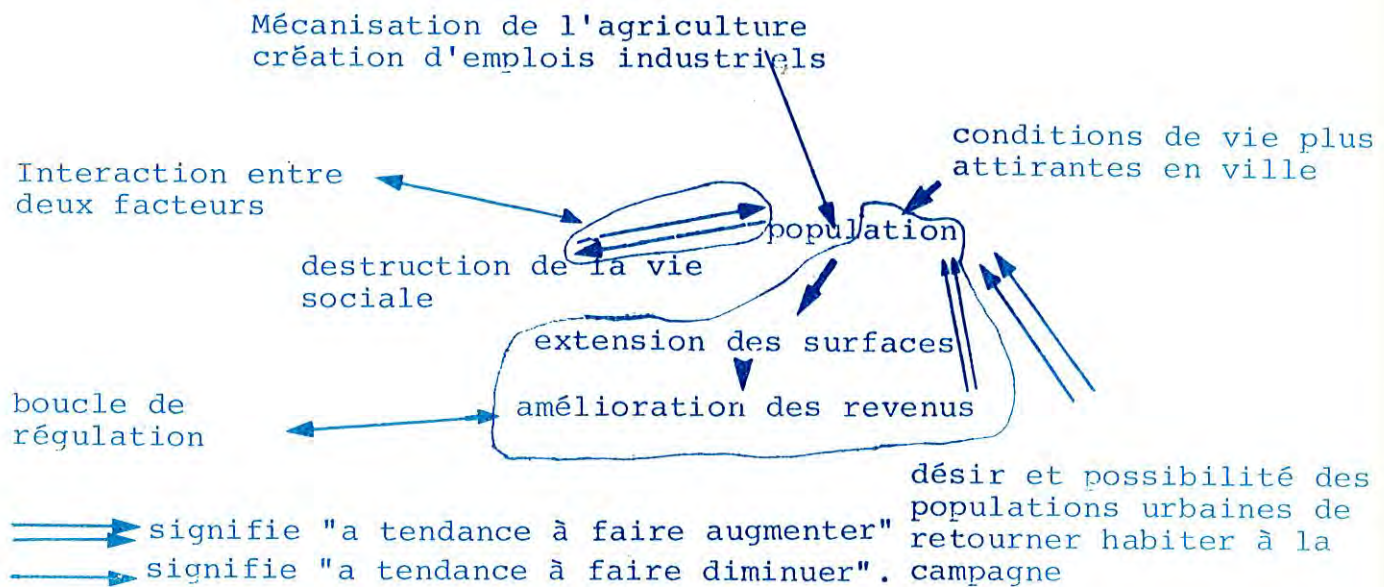 Mécanisation de l'agriculture
création d'emplois industriels
conditions de vie plus
attirantes en ville
Interaction entre
deux facteurs
population
destruction de la vie
sociale
extension des surfaces
amélioration des revenus
boucle de
régulation
désir et possibilité des
populations urbaines de
retourner habiter à la
campagne
signifie "a tendance à faire augmenter"
signifie "a tendance à faire diminuer".